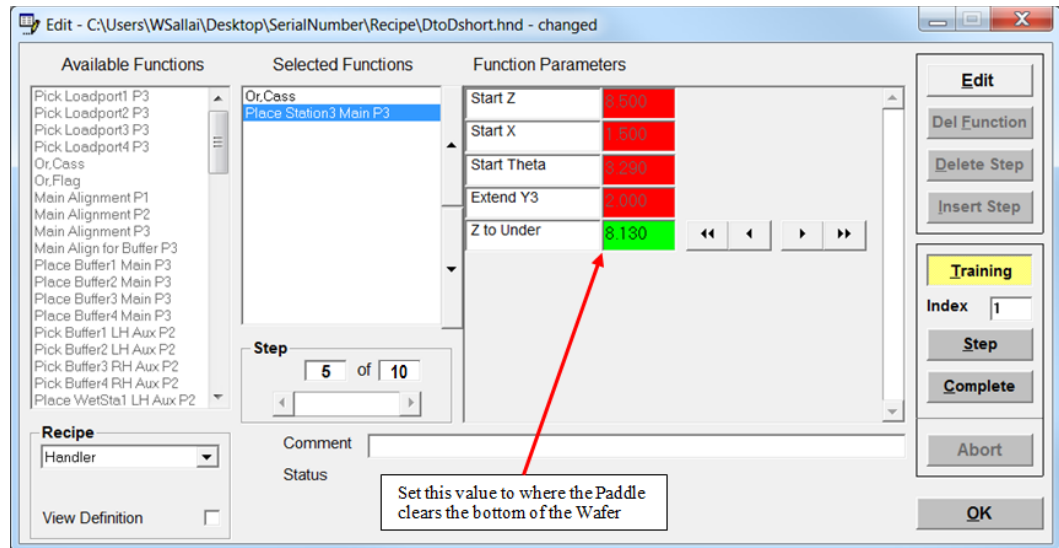 Edit - C:\Users\WSallai\Desktop\SerialNumber\Recipe\DtoDshort.hnd - changed
Available Functions
Pick Loadport1 P3
Pick Loadport2 P3
Pick Loadport3 P3
Pick Loadport4 P3
Or,Cass
Or,Flag
Main Alignment P1
Main Alignment P2
Main Alignment P3
Main Align for Buffer P3
Place Buffer1 Main P3
Place Buffer2 Main P3
Place Buffer3 Main P3
Place Buffer4 Main P3
Pick Buffer1 LH Aux P2
Pick Buffer2 LH Aux P2
Pick Buffer3 RH Aux P2
Pick Buffer4 RH Aux P2
Place WetSta1 LH Aux P2
Selected Functions
Or,Cass
Place Station3 Main P3
Function Parameters
Start Z 8.500
Start X 1.500
Start Theta 3.290
Extend Y3 2.000
Z to Under 8.130
Edit
Del Function
Delete Step
Insert Step
Training
Index 1
Step
Complete
Abort
OK
Step
5 of 10
Recipe
Handler
View Definition
Comment
Status
Set this value to where the Paddle
clears the bottom of the Wafer